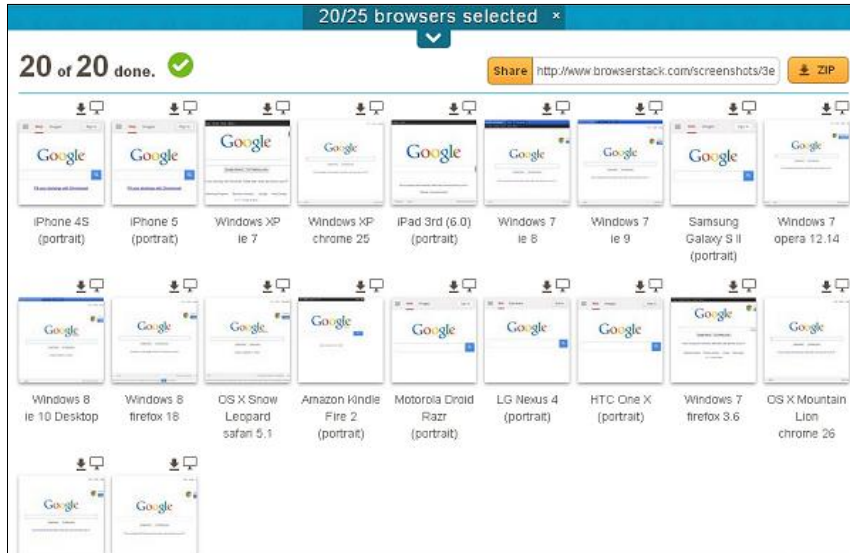 20/25 browsers selected ×
20 of 20 done.
Share http://www.browserstack.com/screenshots/3e ZIP
Google Google Google Google Google Google Google Google Google
iPhone 4S iPhone 5 Windows XP Windows XP iPad 3rd (6.0) Windows 7 Windows 7 Samsung Windows 7
(portrait) (portrait) ie 7 chrome 25 (portrait) ie 8 ie 9 Galaxy S II opera 12.14
(portrait)
Google Google Google Google Google Google Google Google Google
Windows 8 Windows 8 OS X Snow Amazon Kindle Motorola Droid LG Nexus 4 HTC One X Windows 7 OS X Mountain
ie 10 Desktop firefox 18 Leopard Fire 2 Razr (portrait) (portrait) firefox 3.6 Lion
safari 5.1 (portrait) (portrait) chrome 26
Google Google